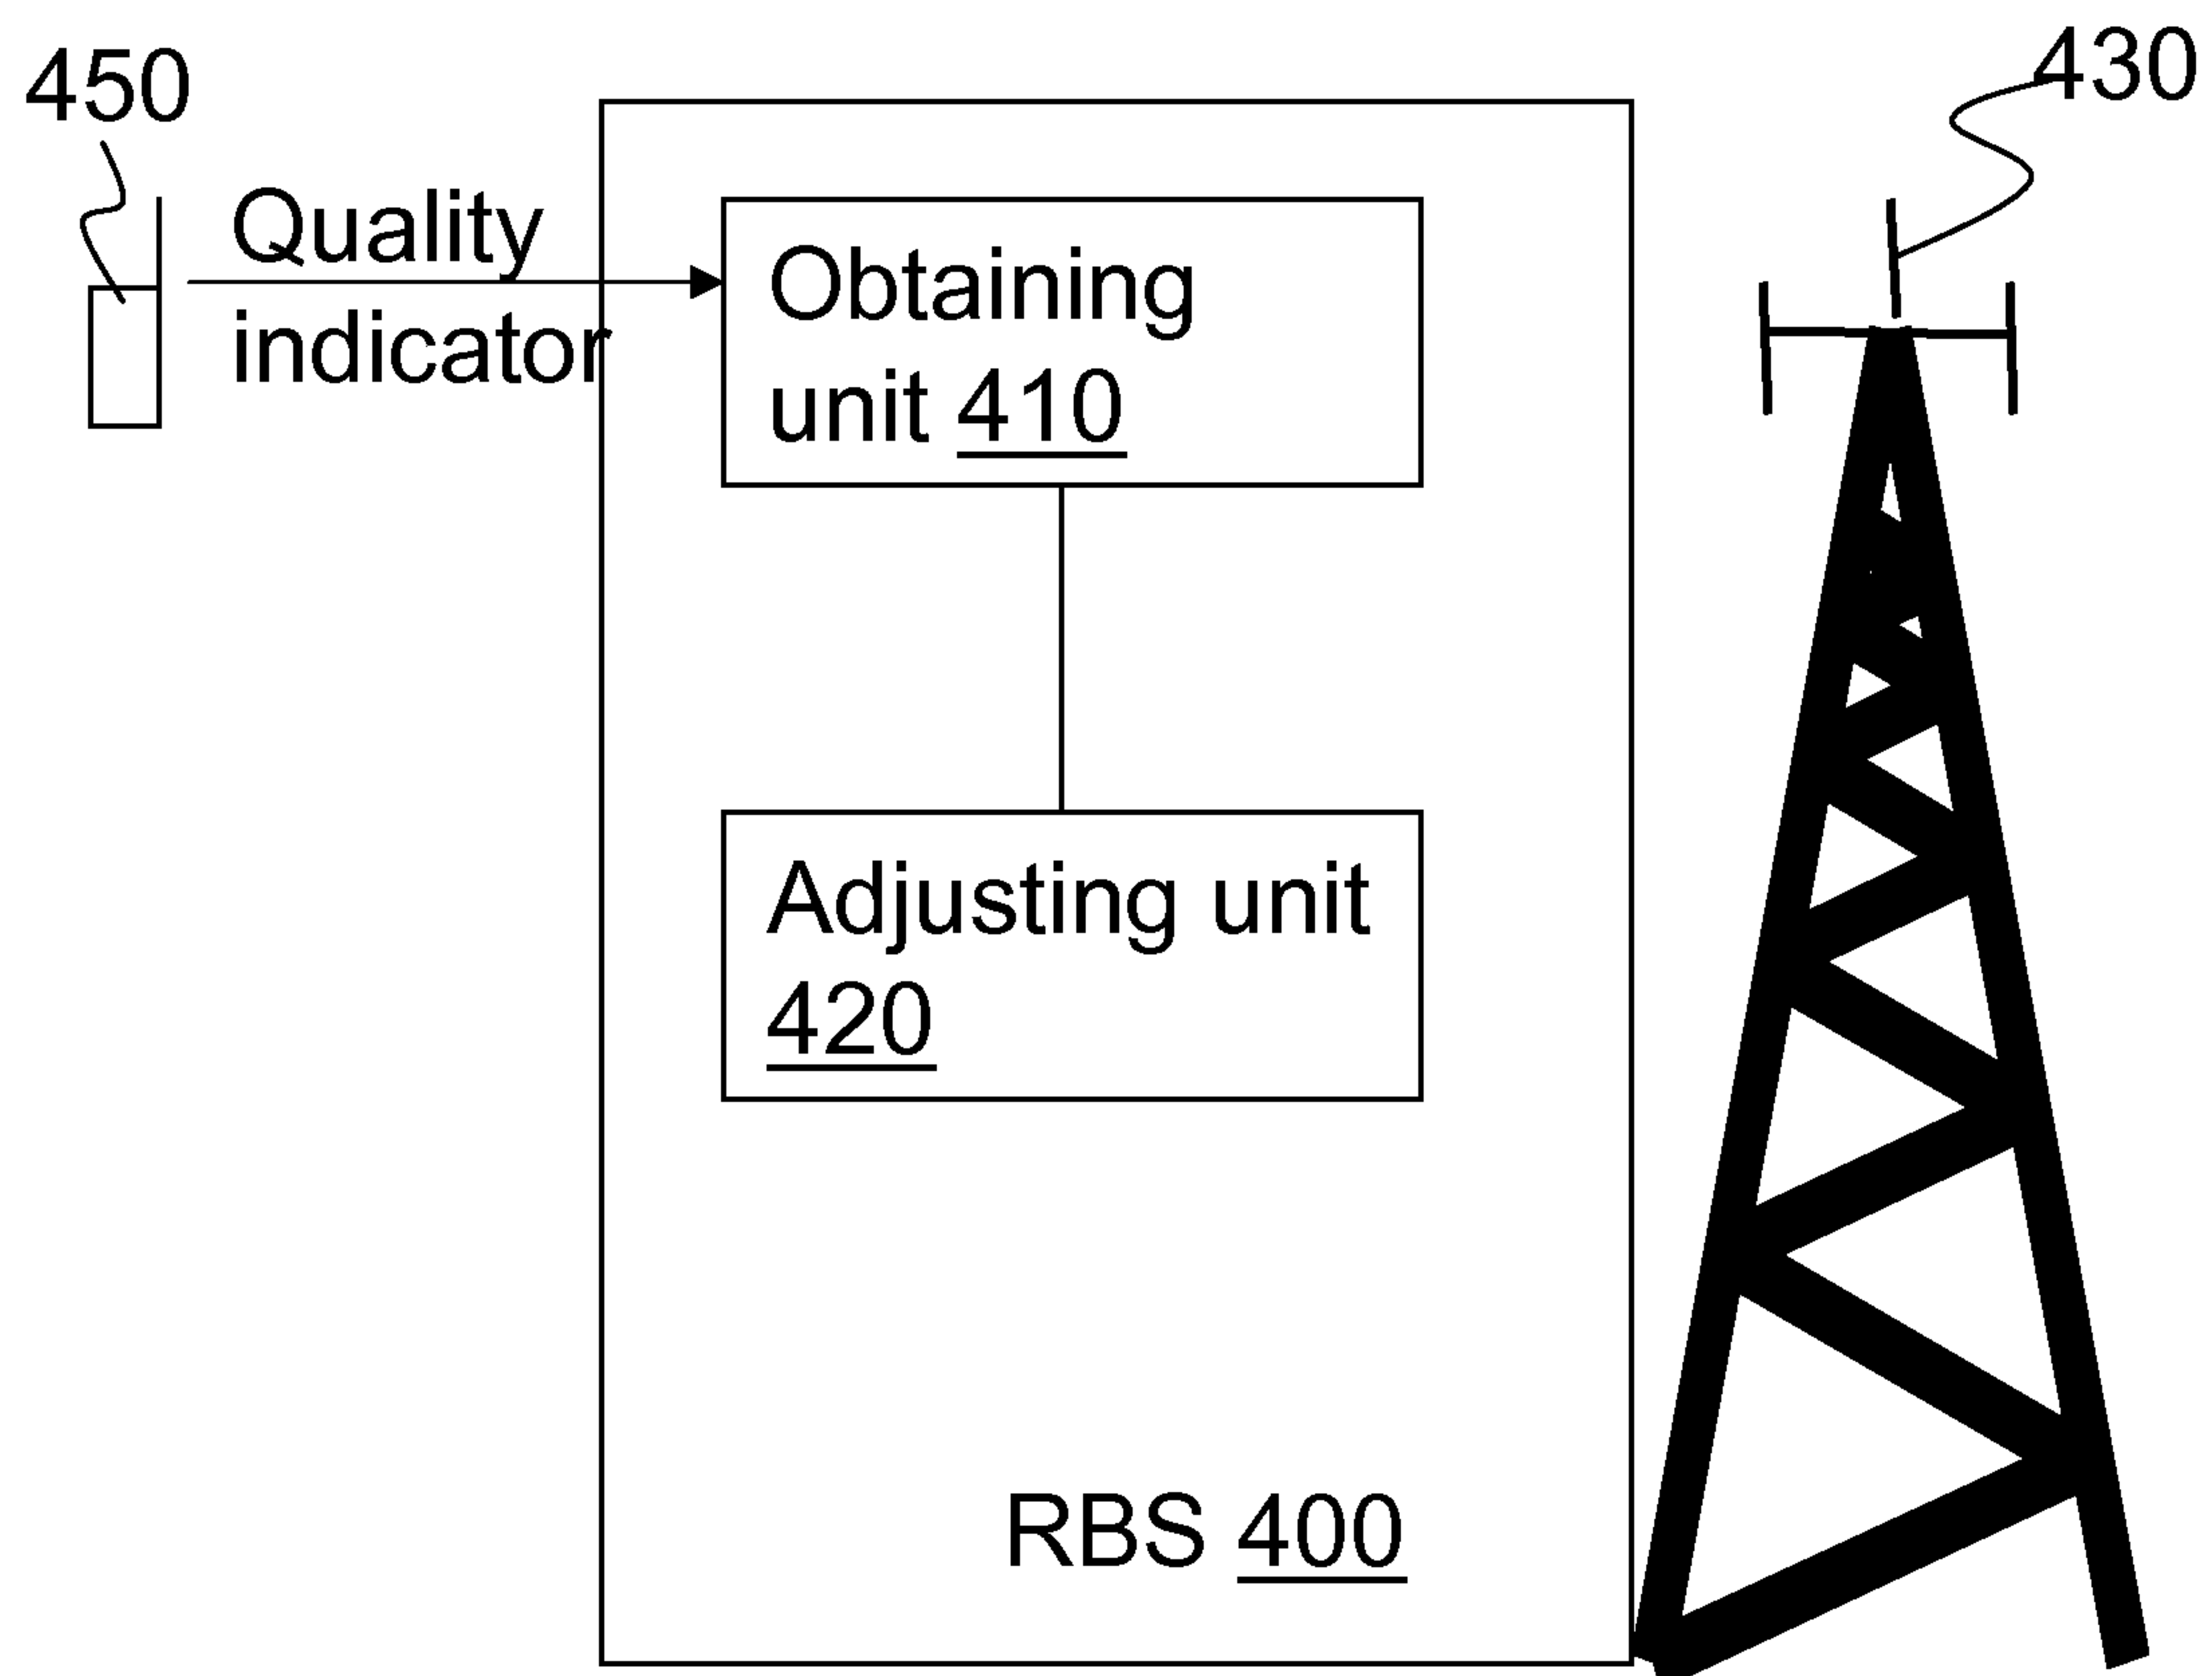 450
430
Quality
indicator
Obtaining
unit 410
Adjusting unit
420
RBS 400